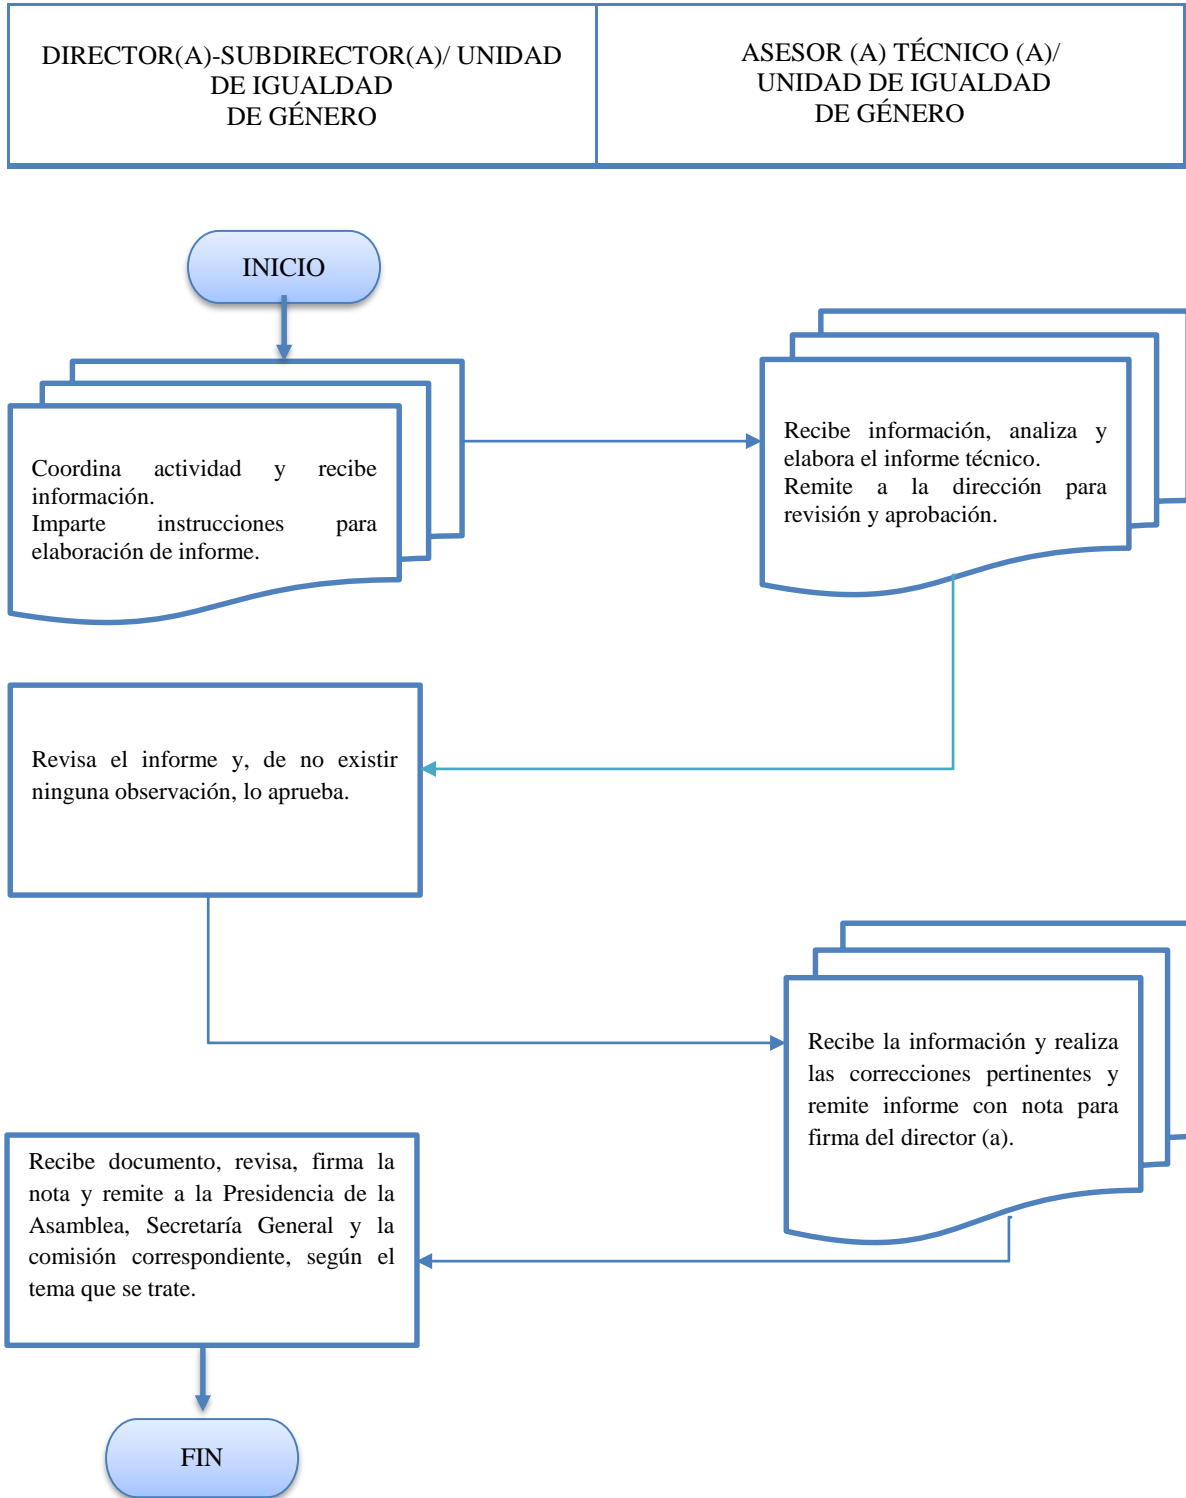 DIRECTOR(A)-SUBDIRECTOR(A)/ UNIDAD
DE IGUALDAD
DE GÉNERO
ASESOR (A) TÉCNICO (A)/
UNIDAD DE IGUALDAD
DE GÉNERO
INICIO
Coordina actividad y recibe
información.
Imparte instrucciones para
elaboración de informe.
Recibe información, analiza y
elabora el informe técnico.
Remite a la dirección para
revisión y aprobación.
Revisa el informe y, de no existir
ninguna observación, lo aprueba.
Recibe la información y realiza
las correcciones pertinentes y
remite informe con nota para
firma del director (a).
Recibe documento, revisa, firma la
nota y remite a la Presidencia de la
Asamblea, Secretaría General y la
comisión correspondiente, según el
tema que se trate.
FIN